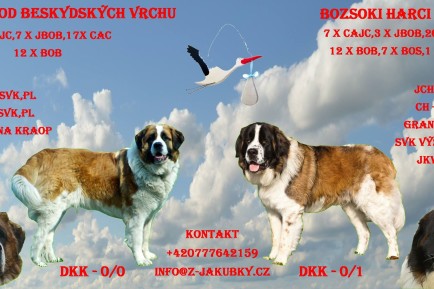 OD BESKYDSKÝCH VRCHU
JC,7 X JBOB,17X CAC
12 X BOB
SVK,PL
SVK,PL
NA KRAOP
BOZSOKI HARCI
7 X CAJC,3 X JBOB,20
12 X BOB,7 X BOS,1
JCH
CH -
GRAN
SVK VÝ
JKV
KONTAKT
+420777642159
INFO@Z-JAKUBKY.CZ
DKK - 0/0
DKK - 0/1